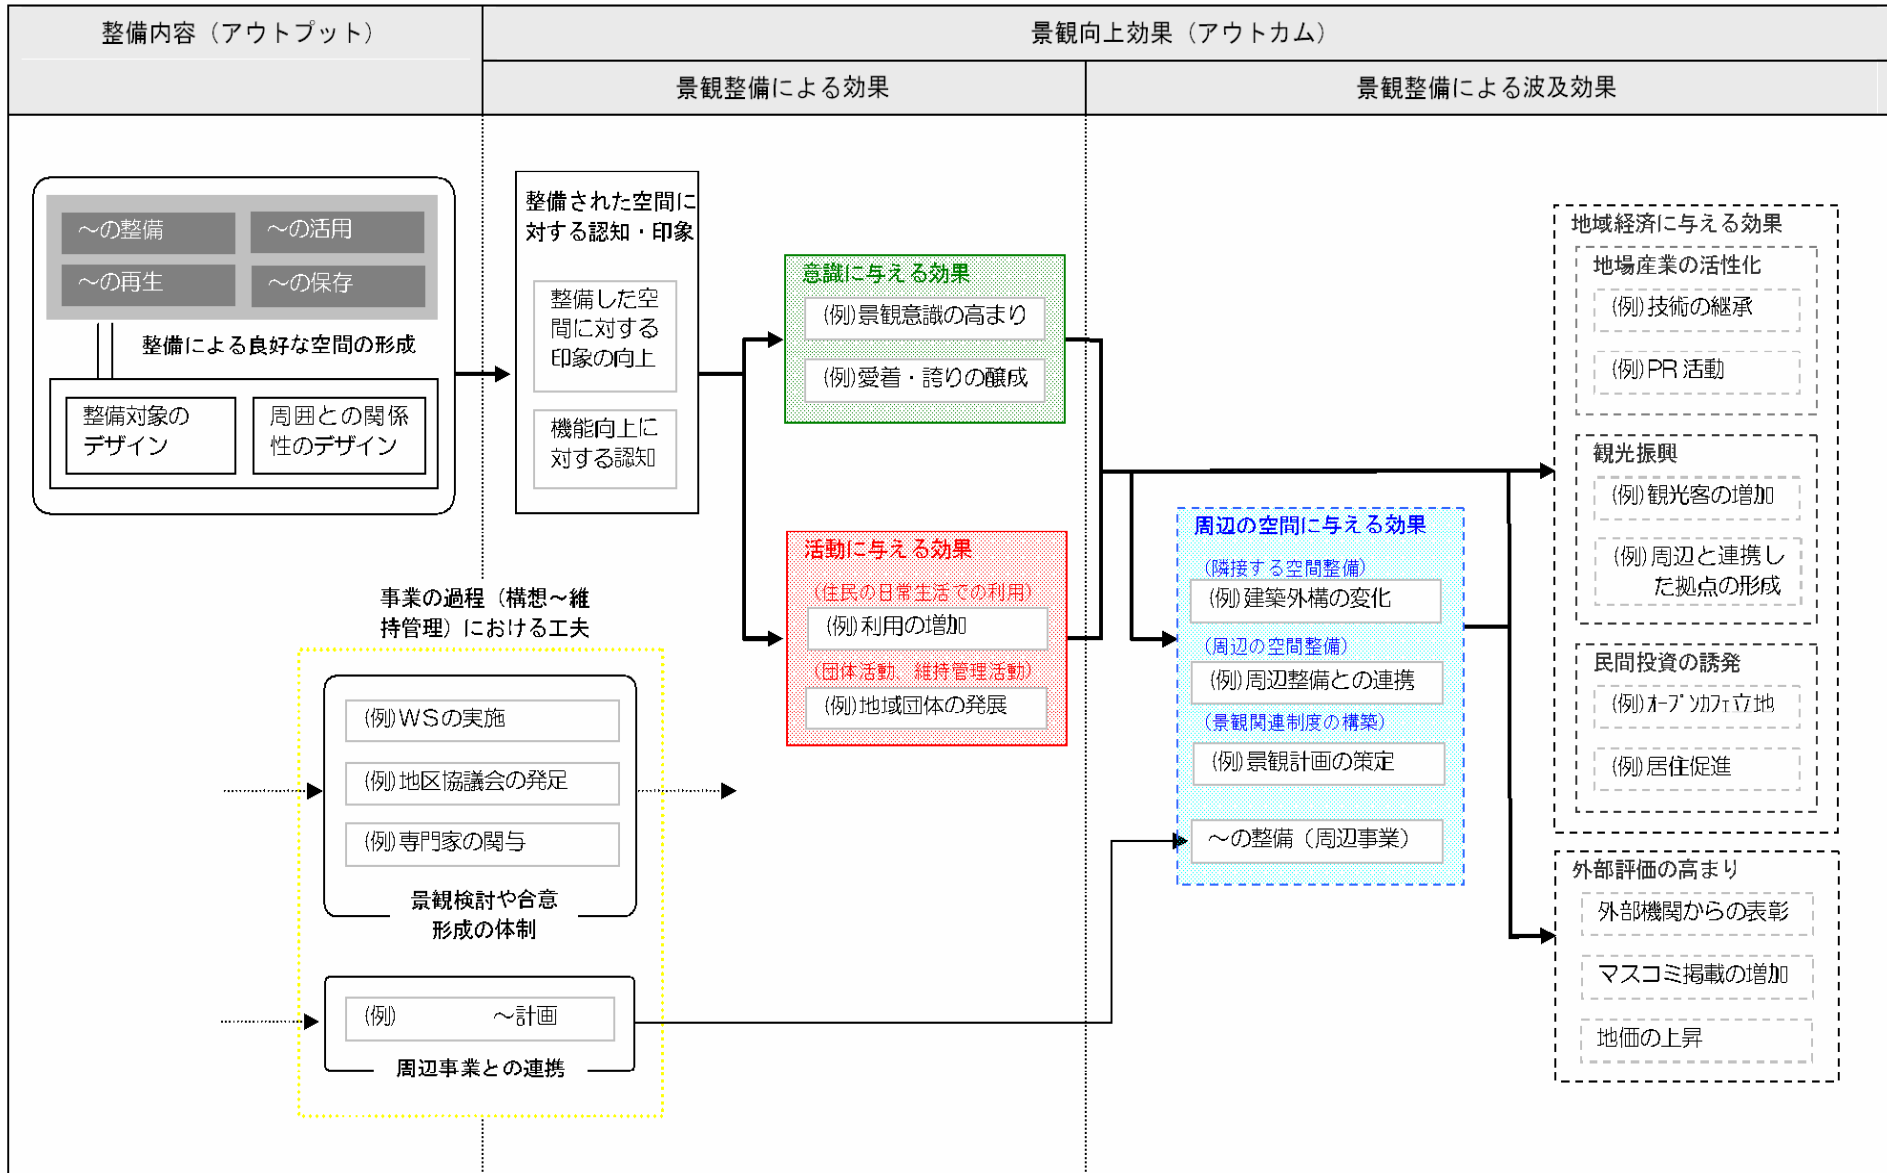 整備内容（アウトプット）
景観向上効果（アウトカム）
景観整備による効果
景観整備による波及効果
～の整備
～の活用
～の再生
～の保存
整備による良好な空間の形成
整備対象の
デザイン
周囲との関係
性のデザイン
整備された空間に
対する認知・印象
整備した空
間に対する
印象の向上
機能向上に
対する認知
意識に与える効果
(例)景観意識の高まり
(例)愛着・誇りの醸成
活動に与える効果
(住民の日常生活での利用)
(例)利用の増加
(団体活動、維持管理活動)
(例)地域団体の発展
事業の過程（構想～維
持管理）における工夫
(例)ＷＳの実施
(例)地区協議会の発足
(例)専門家の関与
景観検討や合意
形成の体制
(例)　　　～計画
周辺事業との連携
周辺の空間に与える効果
(隣接する空間整備)
(例)建築外構の変化
(周辺の空間整備)
(例)周辺整備との連携
(景観関連制度の構築)
(例)景観計画の策定
～の整備（周辺事業）
地域経済に与える効果
地場産業の活性化
(例)技術の継承
(例)PR 活動
観光振興
(例)観光客の増加
(例)周辺と連携し
た拠点の形成
民間投資の誘発
(例)ｵｰﾌﾟﾝｶﾌｪ立地
(例)居住促進
外部評価の高まり
外部機関からの表彰
マスコミ掲載の増加
地価の上昇